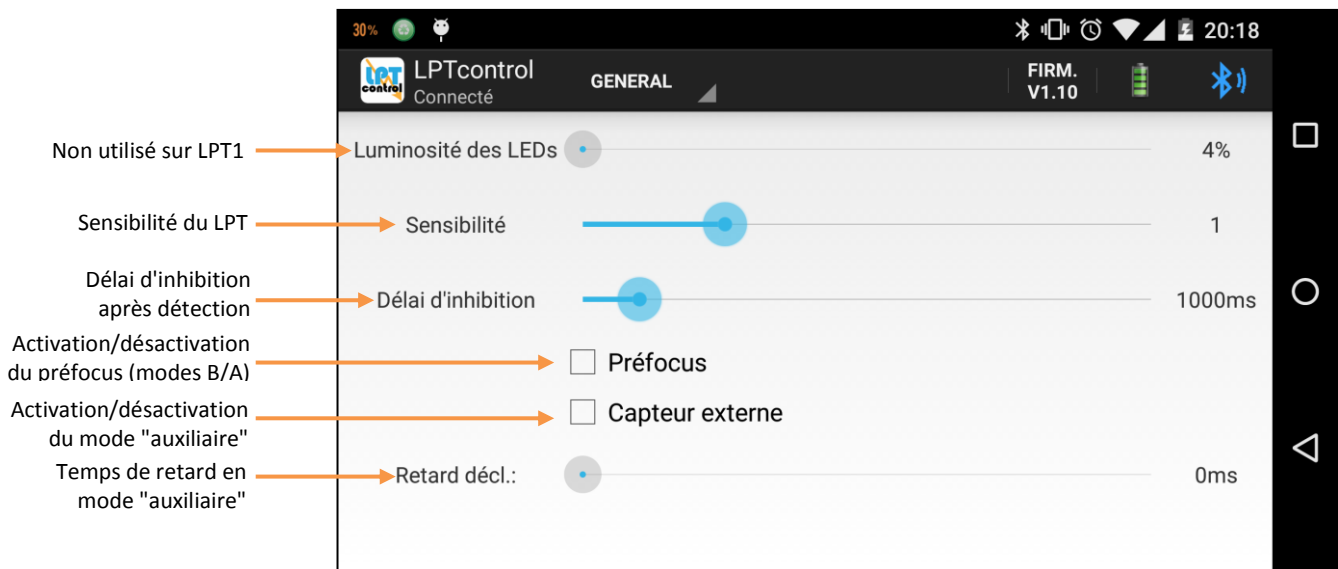 30%
20:18
LPT
control
LPTcontrol
Connecté
GENERAL
FIRM.
V1.10
Non utilisé sur LPT1
Luminosité des LEDs
4%
Sensibilité du LPT
Sensibilité
1
Délai d'inhibition
après détection
Délai d'inhibition
1000ms
Activation/désactivation
du préfocus (modes B/A)
Préfocus
Activation/désactivation
du mode "auxiliaire"
Capteur externe
Temps de retard en
mode "auxiliaire"
Retard décl.:
0ms